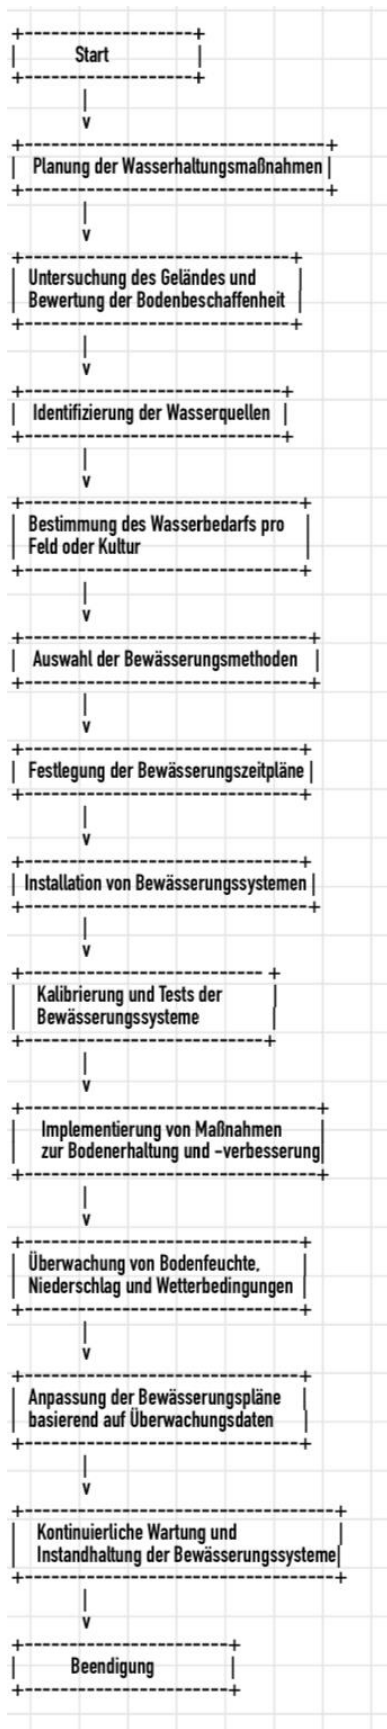 Start
Planung der Wasserhaltungsmaßnahmen
Untersuchung des Geländes und
Bewertung der Bodenbeschaffenheit
Identifizierung der Wasserquellen
Bestimmung des Wasserbedarfs pro
Feld oder Kultur
Auswahl der Bewässerungsmethoden
Festlegung der Bewässerungszeitpläne
Installation von Bewässerungssystemen
Kalibrierung und Tests der
Bewässerungssysteme
Implementierung von Maßnahmen
zur Bodenerhaltung und -verbesserung
Überwachung von Bodenfeuchte,
Niederschlag und Wetterbedingungen
Anpassung der Bewässerungspläne
basierend auf Überwachungsdaten
Kontinuierliche Wartung und
Instandhaltung der Bewässerungssysteme
Beendigung